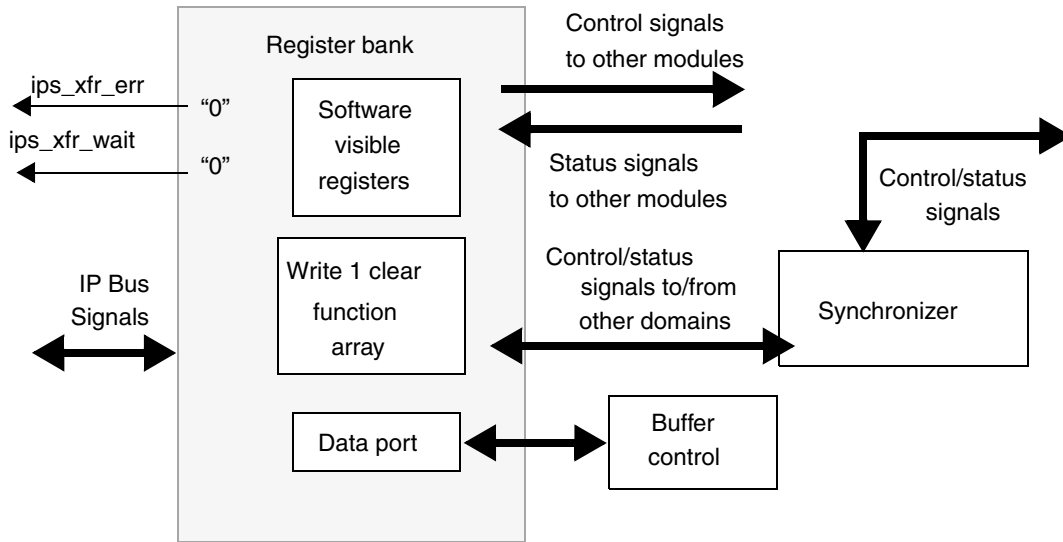 Register bank
ips_xfr_err
“0”
ips_xfr_wait
“0”
Software
visible
registers
Control signals
to other modules
Status signals
to other modules
Control/status
signals
IP Bus
Signals
Write 1 clear
function
array
Control/status
signals to/from
other domains
Synchronizer
Data port
Buffer
control